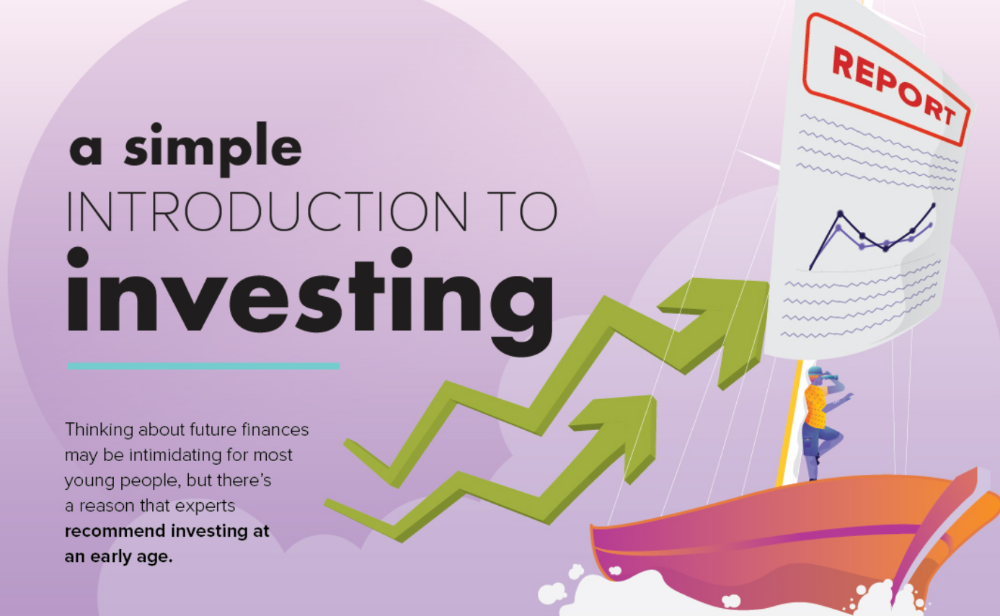 a simple
INTRODUCTION TO
investing
Thinking about future finances
may be intimidating for most
young people, but there's
a reason that experts
recommend investing at
an early age.
REPORT